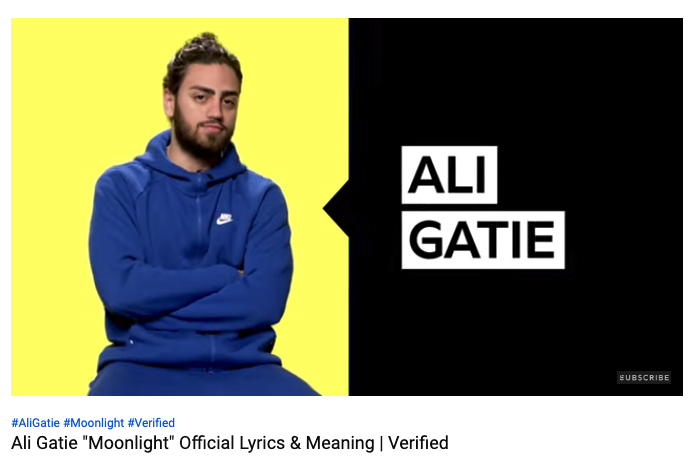 ALI
GATIE
SUBSCRIBE
#AliGatie #Moonlight #Verified
Ali Gatie "Moonlight" Official Lyrics & Meaning | Verified